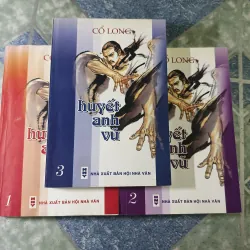 CỔ LONG
huyết
anh
vũ
3
NHÀ XUẤT BẢN HỘI NHÀ VĂN
hu
a
1
NHÀ XUẤT BẢN HỘI NHÀ
CỔ LONG
huyết
anh
vũ
2
NHÀ XUẤT BẢN HỘI NHÀ VĂN